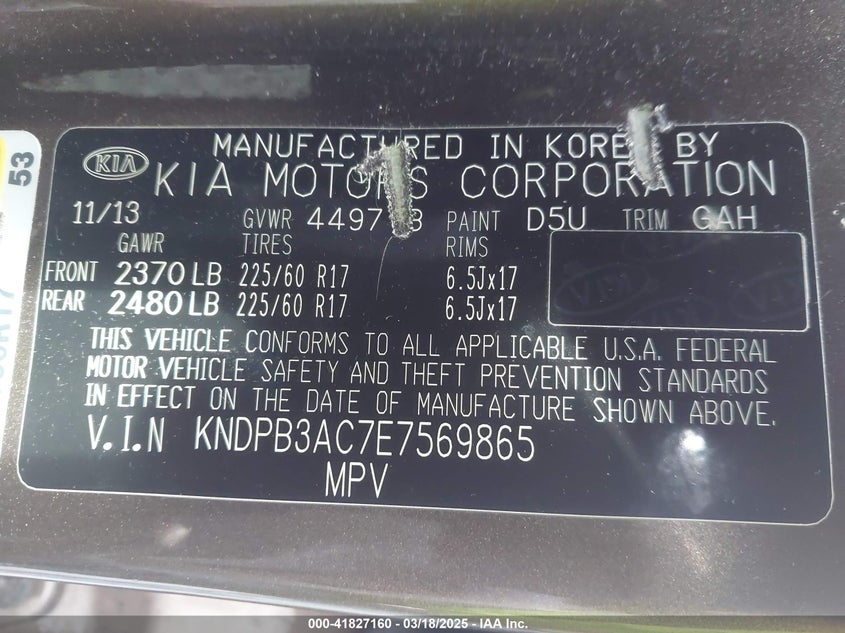 53
KIA
MANUFACTURED IN KOREA BY
KIA MOTORS CORPORATION
11/13 GVWR PAINT D5U TRIM GAH
GAWR TIRES RIMS
FRONT 2370 LB 225/60 R17 6.5Jx17
REAR 2480 LB 225/60 R17 6.5Jx17
KIA
THIS VEHICLE CONFORMS TO ALL APPLICABLE U.S.A. FEDERAL
MOTOR VEHICLE SAFETY AND THEFT PREVENTION STANDARDS
IN EFFECT ON THE DATE OF MANUFACTURE SHOWN ABOVE.
V.I.N KNDPB3AC7E7569865
MPV
000-41827160 — 03/18/2025 — IAA Inc.